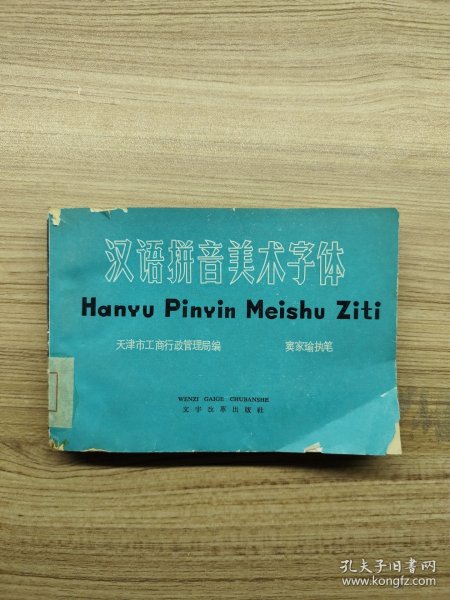 汉语拼音美术字体
Hanyu Pinyin Meishu Ziti
天津市工商行政管理局编 窦家瑜执笔
WENZI GAIGE CHUBANSHE
文字改革出版社
孔夫子旧书网
www.kongfz.com